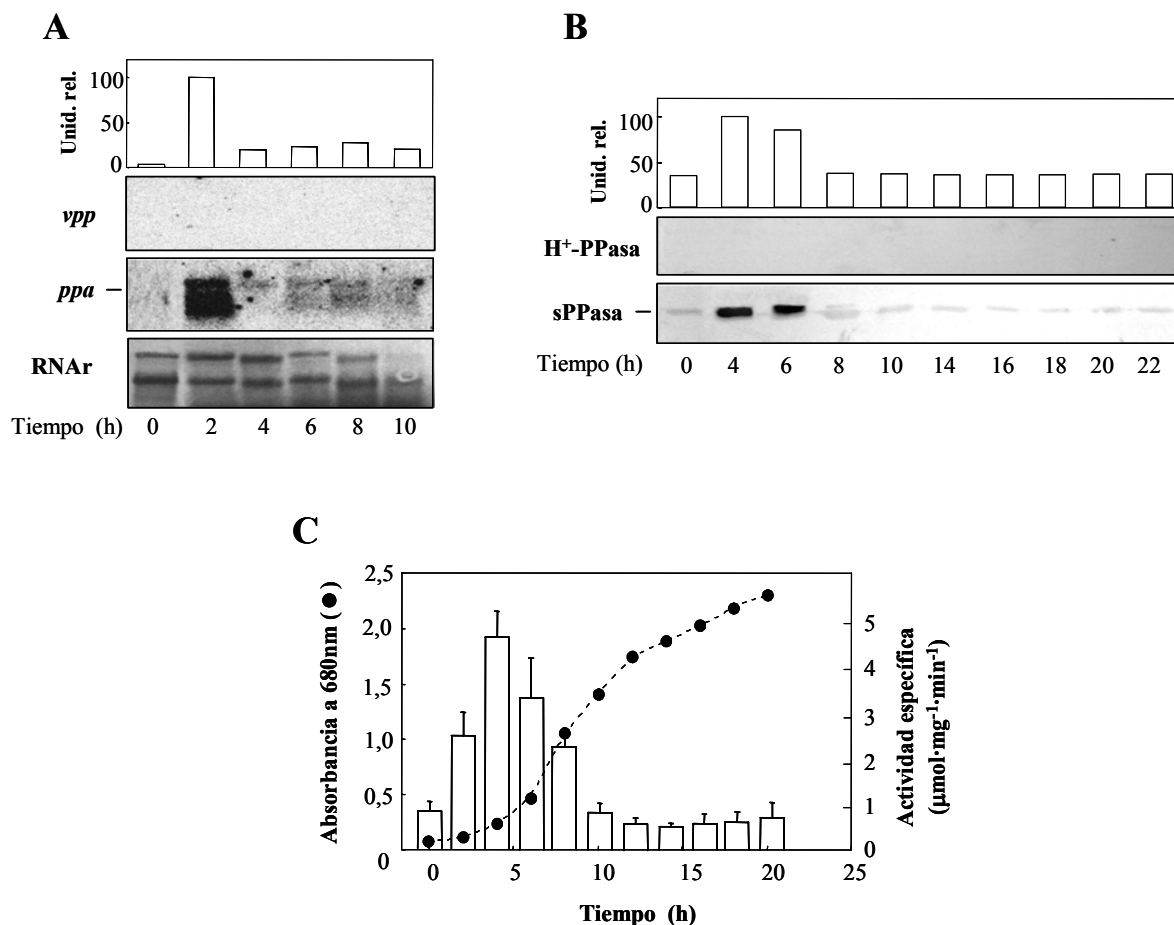 A
Unid. rel.
100
50
0
vpp
ppa
RNAr
Tiempo (h) 0 2 4 6 8 10
B
Unid. rel.
100
50
0
H⁺-PPasa
sPPasa
Tiempo (h) 0 4 6 8 10 14 16 18 20 22
C
Absorbancia a 680nm (●)
2,5
2,0
1,5
1,0
0,5
0
Actividad específica
(μmol·mg⁻¹·min⁻¹)
5
4
3
2
1
0
0 5 10 15 20 25
Tiempo (h)